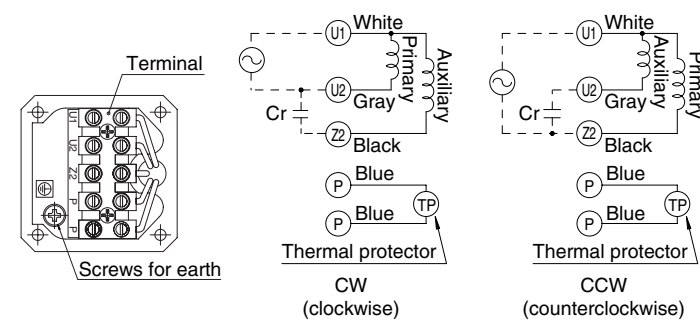 Terminal
U1
U2
Z2
P
P
Screws for earth
U1
White
Primary
Auxiliary
U2
Gray
Cr
Z2
Black
P
Blue
TP
P
Blue
Thermal protector
CW
(clockwise)
U1
White
Auxiliary
Primary
U2
Gray
Cr
Z2
Black
P
Blue
TP
P
Blue
Thermal protector
CCW
(counterclockwise)